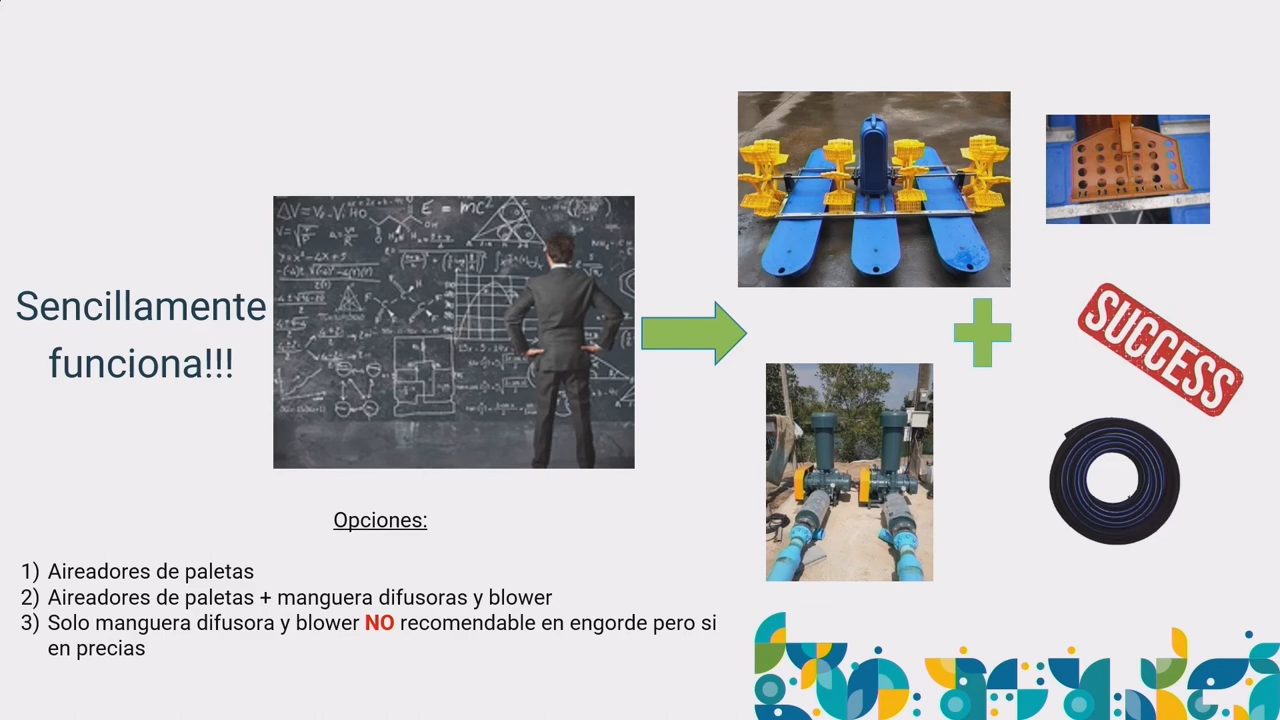 Sencillamente
funciona!!!
E = mc²
SUCCESS
Opciones:
1) Aireadores de paletas
2) Aireadores de paletas + manguera difusoras y blower
3) Solo manguera difusora y blower NO recomendable en engorde pero si
en precias